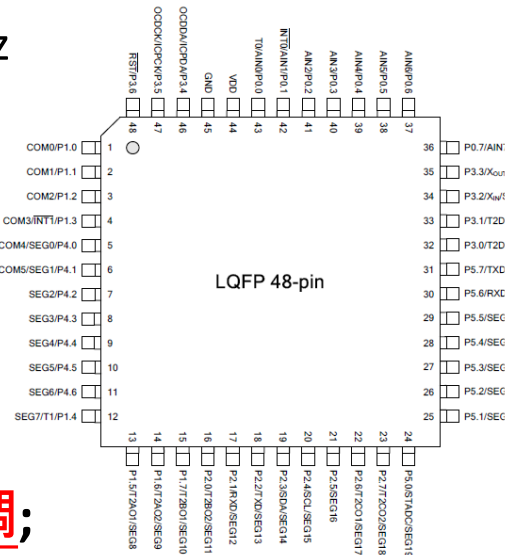 z
RST/P3.6
OCDCK/ICPCK/P3.5
OCDDA/ICPDA/P3.4
GND
VDD
T0/AIN0/P0.0
INT0/AIN1/P0.1
AIN2/P0.2
AIN3/P0.3
AIN4/P0.4
AIN5/P0.5
AIN6/P0.6
48 47 46 45 44 43 42 41 40 39 38 37
COM0/P1.0 1
COM1/P1.1 2
COM2/P1.2 3
COM3/INT1/P1.3 4
COM4/SEG0/P4.0 5
COM5/SEG1/P4.1 6
SEG2/P4.2 7
SEG3/P4.3 8
SEG4/P4.4 9
SEG5/P4.5 10
SEG6/P4.6 11
SEG7/T1/P1.4 12
LQFP 48-pin
36 P0.7/AIN7
35 P3.3/XOU
34 P3.2/XIN/S
33 P3.1/T2D
32 P3.0/T2D
31 P5.7/TXD
30 P5.6/RXD
29 P5.5/SEG
28 P5.4/SEG
27 P5.3/SEG
26 P5.2/SEG
25 P5.1/SEG
13 14 15 16 17 18 19 20 21 22 23 24
P1.5/T2AO1/SEG8
P1.6/T2AO2/SEG9
P1.7/T2BO1/SEG10
P2.0/T2BO2/SEG11
P2.1/RXD/SEG12
P2.2/TXD/SEG13
P2.3/SDA/SEG14
P2.4/SCL/SEG15
P2.5/SEG16
P2.6/T2CO1/SEG17
P2.7/T2CO2/SEG18
P5.0/STADC/SEG19
;